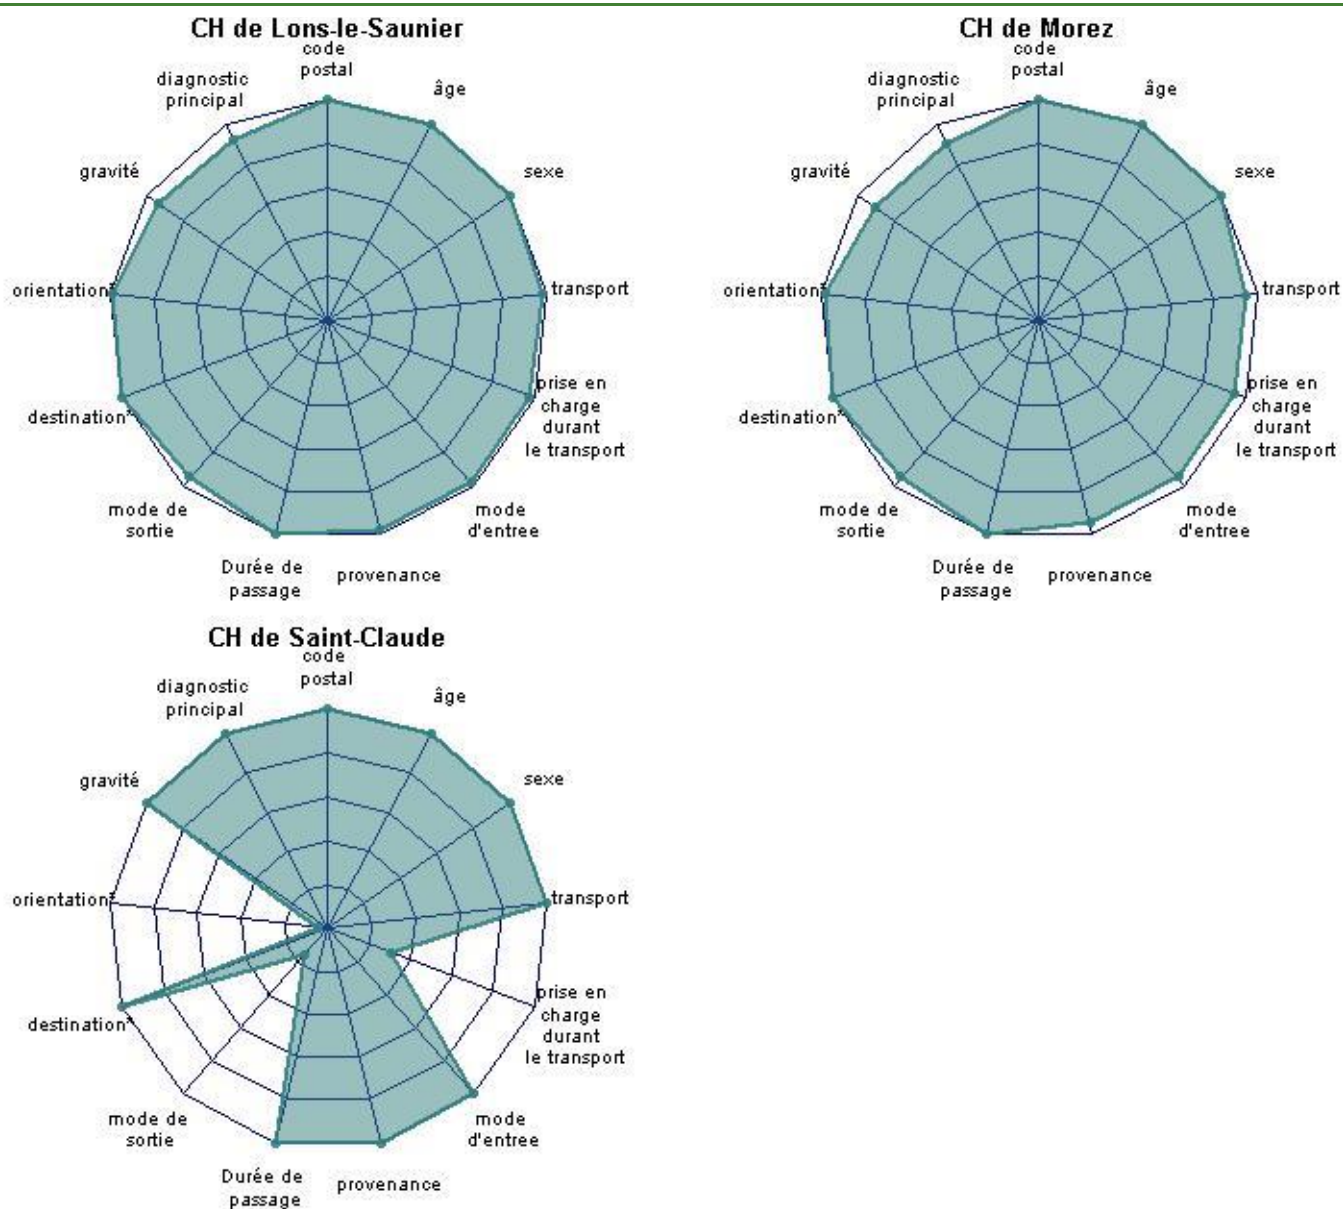 CH de Lons-le-Saunier
code
postal
âge
sexe
transport
prise en
charge
durant
le transport
mode
d'entree
provenance
Durée de
passage
mode de
sortie
destination*
orientation*
gravité
diagnostic
principal
CH de Morez
code
postal
âge
sexe
transport
prise en
charge
durant
le transport
mode
d'entree
provenance
Durée de
passage
mode de
sortie
destination*
orientation*
gravité
diagnostic
principal
CH de Saint-Claude
code
postal
âge
sexe
transport
prise en
charge
durant
le transport
mode
d'entree
provenance
Durée de
passage
mode de
sortie
destination*
orientation*
gravité
diagnostic
principal